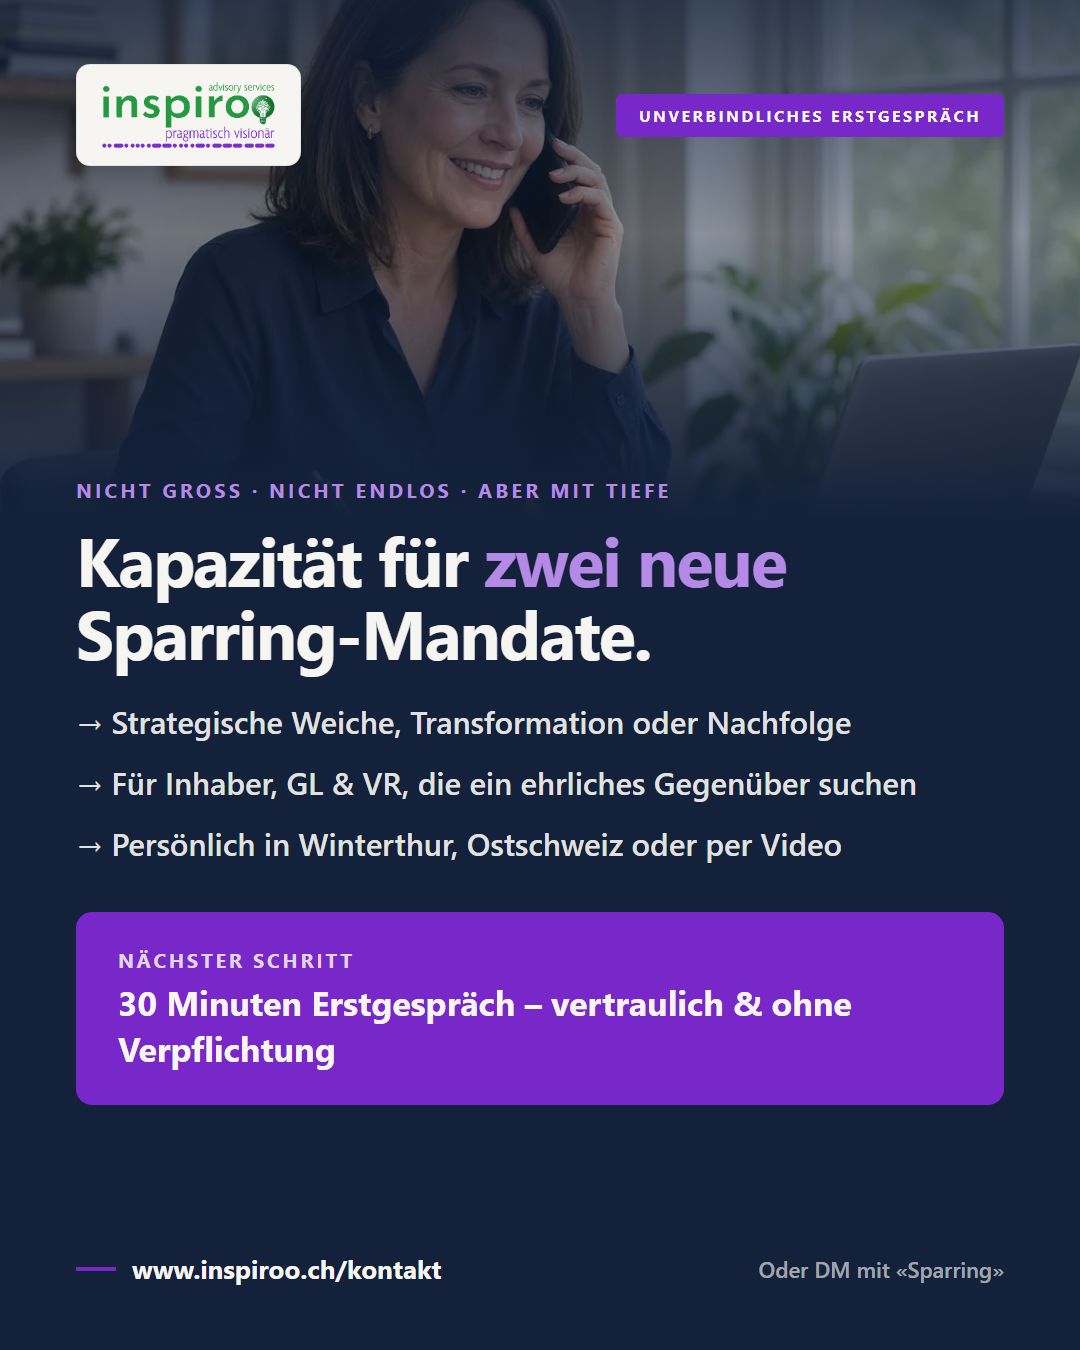 advisory services
inspiroo
pragmatisch visionär
UNVERBINDLICHES ERSTGESPRÄCH
NICHT GROSS · NICHT ENDLOS · ABER MIT TIEFE
Kapazität für zwei neue
Sparring-Mandate.
→ Strategische Weiche, Transformation oder Nachfolge
→ Für Inhaber, GL & VR, die ein ehrliches Gegenüber suchen
→ Persönlich in Winterthur, Ostschweiz oder per Video
NÄCHSTER SCHRITT
30 Minuten Erstgespräch – vertraulich & ohne
Verpflichtung
www.inspiroo.ch/kontakt
Oder DM mit «Sparring»